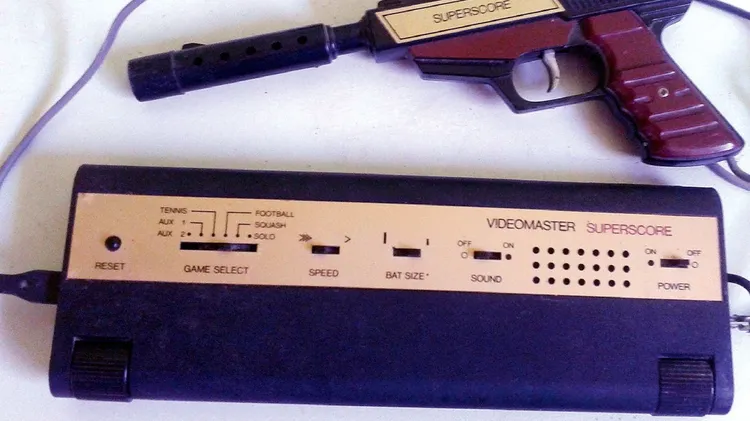 SUPERSCORE
VIDEOMASTER SUPERSCORE
TENNIS FOOTBALL
AUX 1 SQUASH
AUX 2 SOLO
OFF ON
ON OFF
RESET GAME SELECT SPEED BAT SIZE SOUND POWER